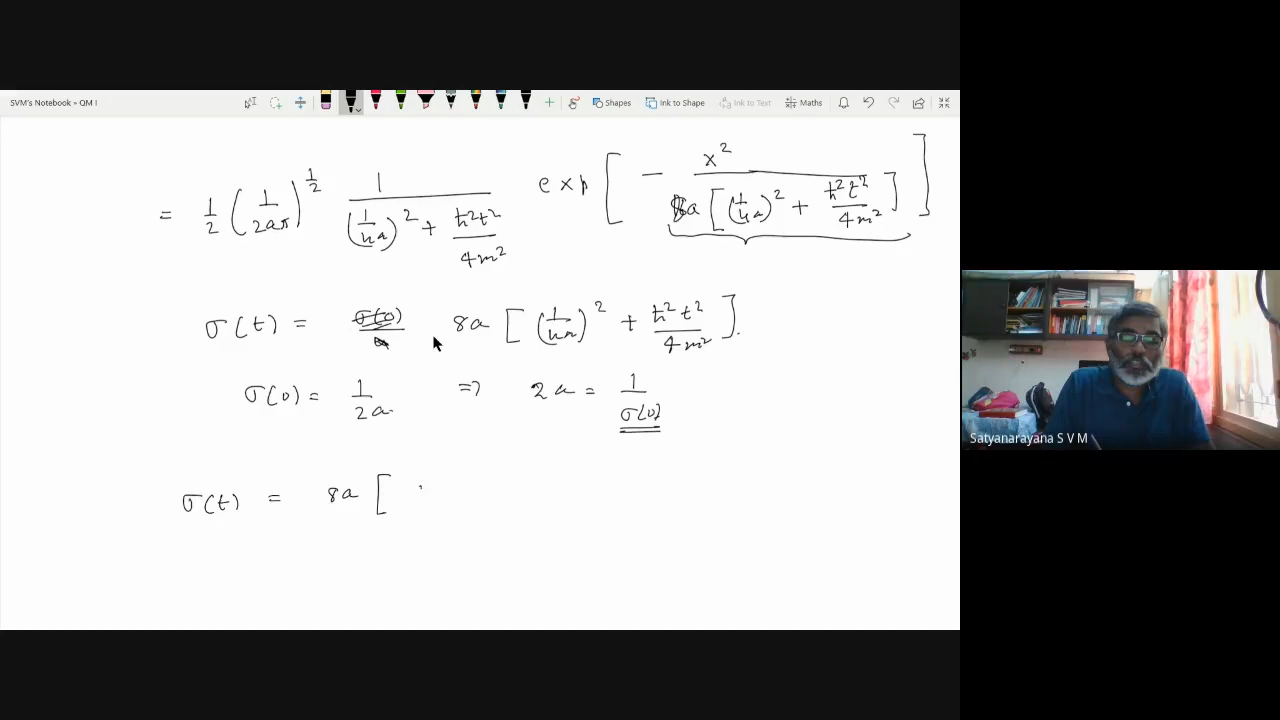 SVM's Notebook » QM I
Shapes Ink to Shape Ink to Text Maths
= 1/2 (1/2aπ)^1/2 1/((1/4a)^2 + ħ^2t^2/4m^2) exp[ - x^2/(8a[(1/4a)^2 + ħ^2t^2/4m^2]) ]
σ(t) = 8a [ (1/4a)^2 + ħ^2t^2/4m^2 ].
σ(0) = 1/2a. => 2a = 1/σ(0)
σ(t) = 8a [
Satyanarayana S V M